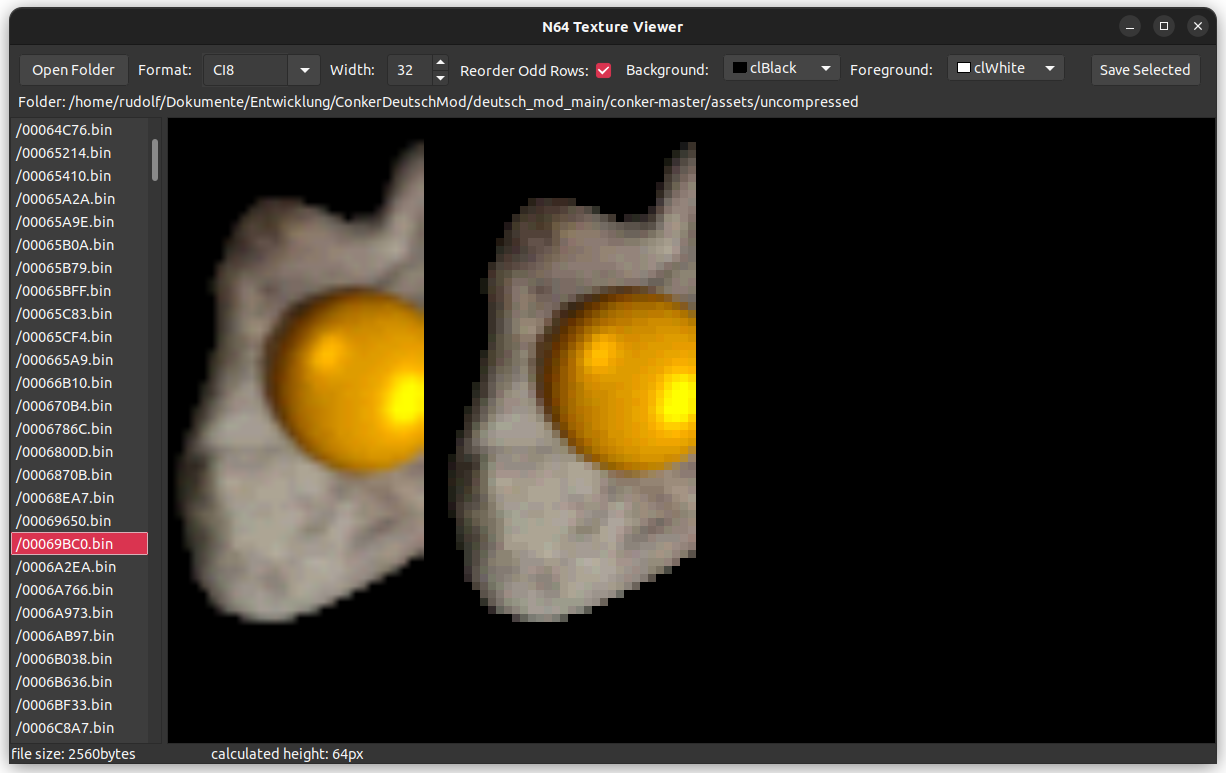 N64 Texture Viewer
Open Folder Format: CI8 Width: 32 Reorder Odd Rows: Background: clBlack Foreground: clWhite Save Selected
Folder: /home/rudolf/Dokumente/Entwicklung/ConkerDeutschMod/deutsch_mod_main/conker-master/assets/uncompressed
/00064C76.bin
/00065214.bin
/00065410.bin
/00065A2A.bin
/00065A9E.bin
/00065B0A.bin
/00065B79.bin
/00065BFF.bin
/00065C83.bin
/00065CF4.bin
/000665A9.bin
/00066B10.bin
/000670B4.bin
/0006786C.bin
/0006800D.bin
/0006870B.bin
/00068EA7.bin
/00069650.bin
/00069BC0.bin
/0006A2EA.bin
/0006A766.bin
/0006A973.bin
/0006AB97.bin
/0006B038.bin
/0006B636.bin
/0006BF33.bin
/0006C8A7.bin
file size: 2560bytes calculated height: 64px